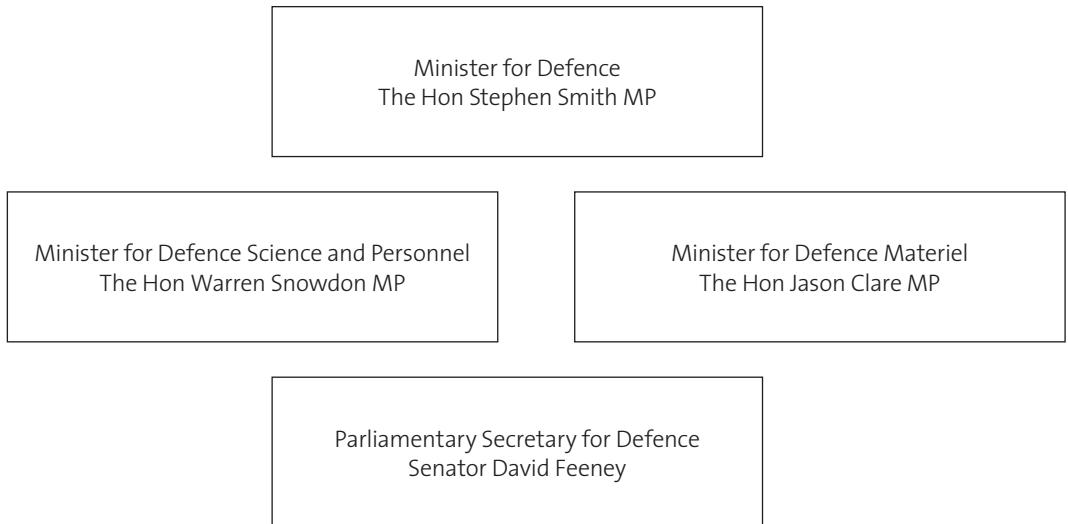 Minister for Defence
The Hon Stephen Smith MP
Minister for Defence Science and Personnel
The Hon Warren Snowdon MP
Minister for Defence Materiel
The Hon Jason Clare MP
Parliamentary Secretary for Defence
Senator David Feeney